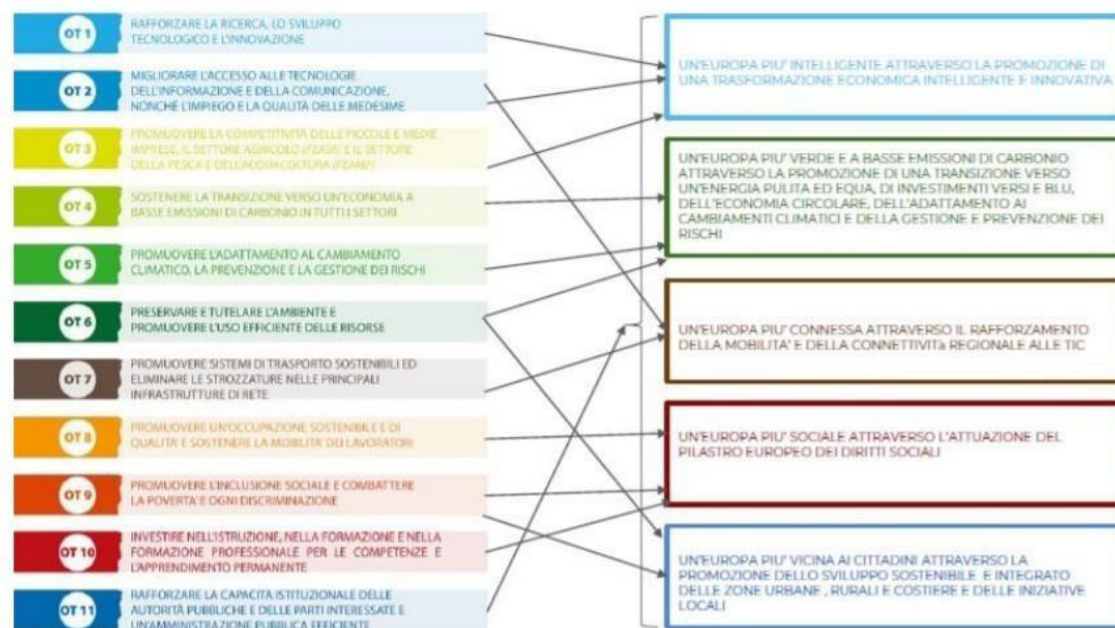 OT 1
RAFFORZARE LA RICERCA, LO SVILUPPO
TECNOLOGICO E L'INNOVAZIONE
OT 2
MIGLIORARE L'ACCESSO ALLE TECNOLOGIE
DELL'INFORMAZIONE E DELLA COMUNICAZIONE,
NONCHÉ L'IMPIEGO E LA QUALITÀ DELLE MEDESIME
OT 3
PROMUOVERE LA COMPETITIVITÀ DELLE PICCOLE E MEDIE
IMPRESE, IL SETTORE AGRICOLO (FEASR) E IL SETTORE
DELLA PESCA E DELL'ACQUACOLTURA (FEAMP)
OT 4
SOSTENERE LA TRANSIZIONE VERSO UN'ECONOMIA A
BASSE EMISSIONI DI CARBONIO IN TUTTI I SETTORI
OT 5
PROMUOVERE L'ADATTAMENTO AL CAMBIAMENTO
CLIMATICO, LA PREVENZIONE E LA GESTIONE DEI RISCHI
OT 6
PRESERVARE E TUTELARE L'AMBIENTE E
PROMUOVERE L'USO EFFICIENTE DELLE RISORSE
OT 7
PROMUOVERE SISTEMI DI TRASPORTO SOSTENIBILI ED
ELIMINARE LE STROZZATURE NELLE PRINCIPALI
INFRASTRUTTURE DI RETE
OT 8
PROMUOVERE UN'OCCUPAZIONE SOSTENIBILE E DI
QUALITA' E SOSTENERE LA MOBILITA' DEI LAVORATORI
OT 9
PROMUOVERE L'INCLUSIONE SOCIALE E COMBATTERE
LA POVERTA' E OGNI DISCRIMINAZIONE
OT 10
INVESTIRE NELL'ISTRUZIONE, NELLA FORMAZIONE E NELLA
FORMAZIONE PROFESSIONALE PER LE COMPETENZE E
L'APPRENDIMENTO PERMANENTE
OT 11
RAFFORZARE LA CAPACITÀ ISTITUZIONALE DELLE
AUTORITÀ PUBBLICHE E DELLE PARTI INTERESSATE E
UN'AMMINISTRAZIONE PUBBLICA EFFICIENTE
UN'EUROPA PIU' INTELLIGENTE ATTRAVERSO LA PROMOZIONE DI
UNA TRASFORMAZIONE ECONOMICA INTELLIGENTE E INNOVATIVA
UN'EUROPA PIU' VERDE E A BASSE EMISSIONI DI CARBONIO
ATTRAVERSO LA PROMOZIONE DI UNA TRANSIZIONE VERSO
UN'ENERGIA PULITA ED EQUA, DI INVESTIMENTI VERSI E BLU,
DELL'ECONOMIA CIRCOLARE, DELL'ADATTAMENTO AI
CAMBIAMENTI CLIMATICI E DELLA GESTIONE E PREVENZIONE DEI
RISCHI
UN'EUROPA PIU' CONNESSA ATTRAVERSO IL RAFFORZAMENTO
DELLA MOBILITA' E DELLA CONNETTIVITà REGIONALE ALLE TIC
UN'EUROPA PIU' SOCIALE ATTRAVERSO L'ATTUAZIONE DEL
PILASTRO EUROPEO DEI DIRITTI SOCIALI
UN'EUROPA PIU' VICINA AI CITTADINI ATTRAVERSO LA
PROMOZIONE DELLO SVILUPPO SOSTENIBILE E INTEGRATO
DELLE ZONE URBANE , RURALI E COSTIERE E DELLE INIZIATIVE
LOCALI